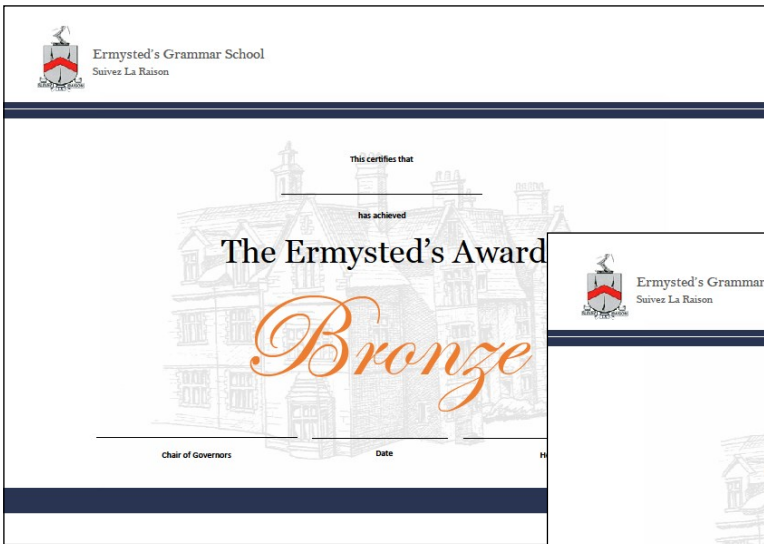 Ermysted's Grammar School
Suivez La Raison
This certifies that
has achieved
The Ermysted's Award
Bronze
Chair of Governors
Date
Ermysted's Grammar
Suivez La Raison